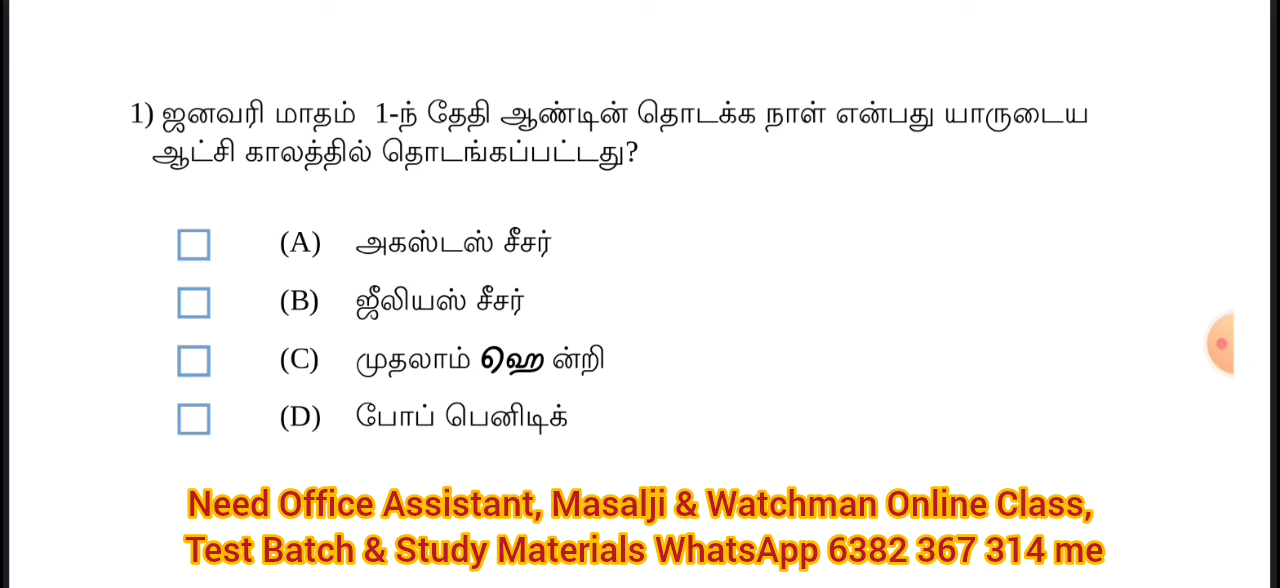 1) ஜனவரி மாதம் 1-ந் தேதி ஆண்டின் தொடக்க நாள் என்பது யாருடைய
ஆட்சி காலத்தில் தொடங்கப்பட்டது?
(A) அகஸ்டஸ் சீசர்
(B) ஜீலியஸ் சீசர்
(C) முதலாம் ஹென்றி
(D) போப் பெனிடிக்
Need Office Assistant, Masalji & Watchman Online Class,
Test Batch & Study Materials WhatsApp 6382 367 314 me